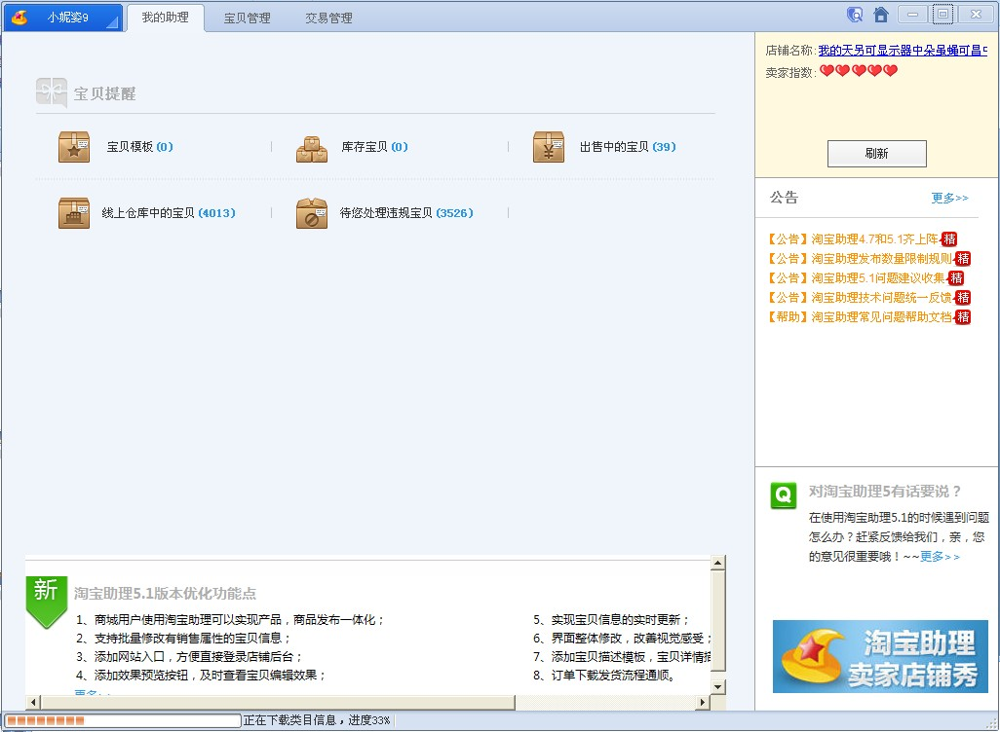 小妮姿9
我的助理
宝贝管理
交易管理
宝贝提醒
宝贝模板 (0)
库存宝贝 (0)
出售中的宝贝 (39)
线上仓库中的宝贝 (4013)
待您处理违规宝贝 (3526)
店铺名称:
卖家指数:
刷新
公告
更多>>
【公告】淘宝助理4.7和5.1齐上阵 精
【公告】淘宝助理发布数量限制规则 精
【公告】淘宝助理5.1问题建议收集 精
【公告】淘宝助理技术问题统一反馈 精
【帮助】淘宝助理常见问题帮助文档 精
对淘宝助理5有话要说？
在使用淘宝助理5.1的时候遇到问题
怎么办？赶紧反馈给我们，亲，您
的意见很重要哦！~~更多>>
新
淘宝助理5.1版本优化功能点
1、商城用户使用淘宝助理可以实现产品，商品发布一体化；
2、支持批量修改有销售属性的宝贝信息；
3、添加网站入口，方便直接登录店铺后台；
4、添加效果预览按钮，及时查看宝贝编辑效果；
5、实现宝贝信息的实时更新；
6、界面整体修改，改善视觉感受；
7、添加宝贝描述模板，宝贝详情
8、订单下载发货流程通顺。
淘宝助理
卖家店铺秀
正在下载类目信息，进度33%